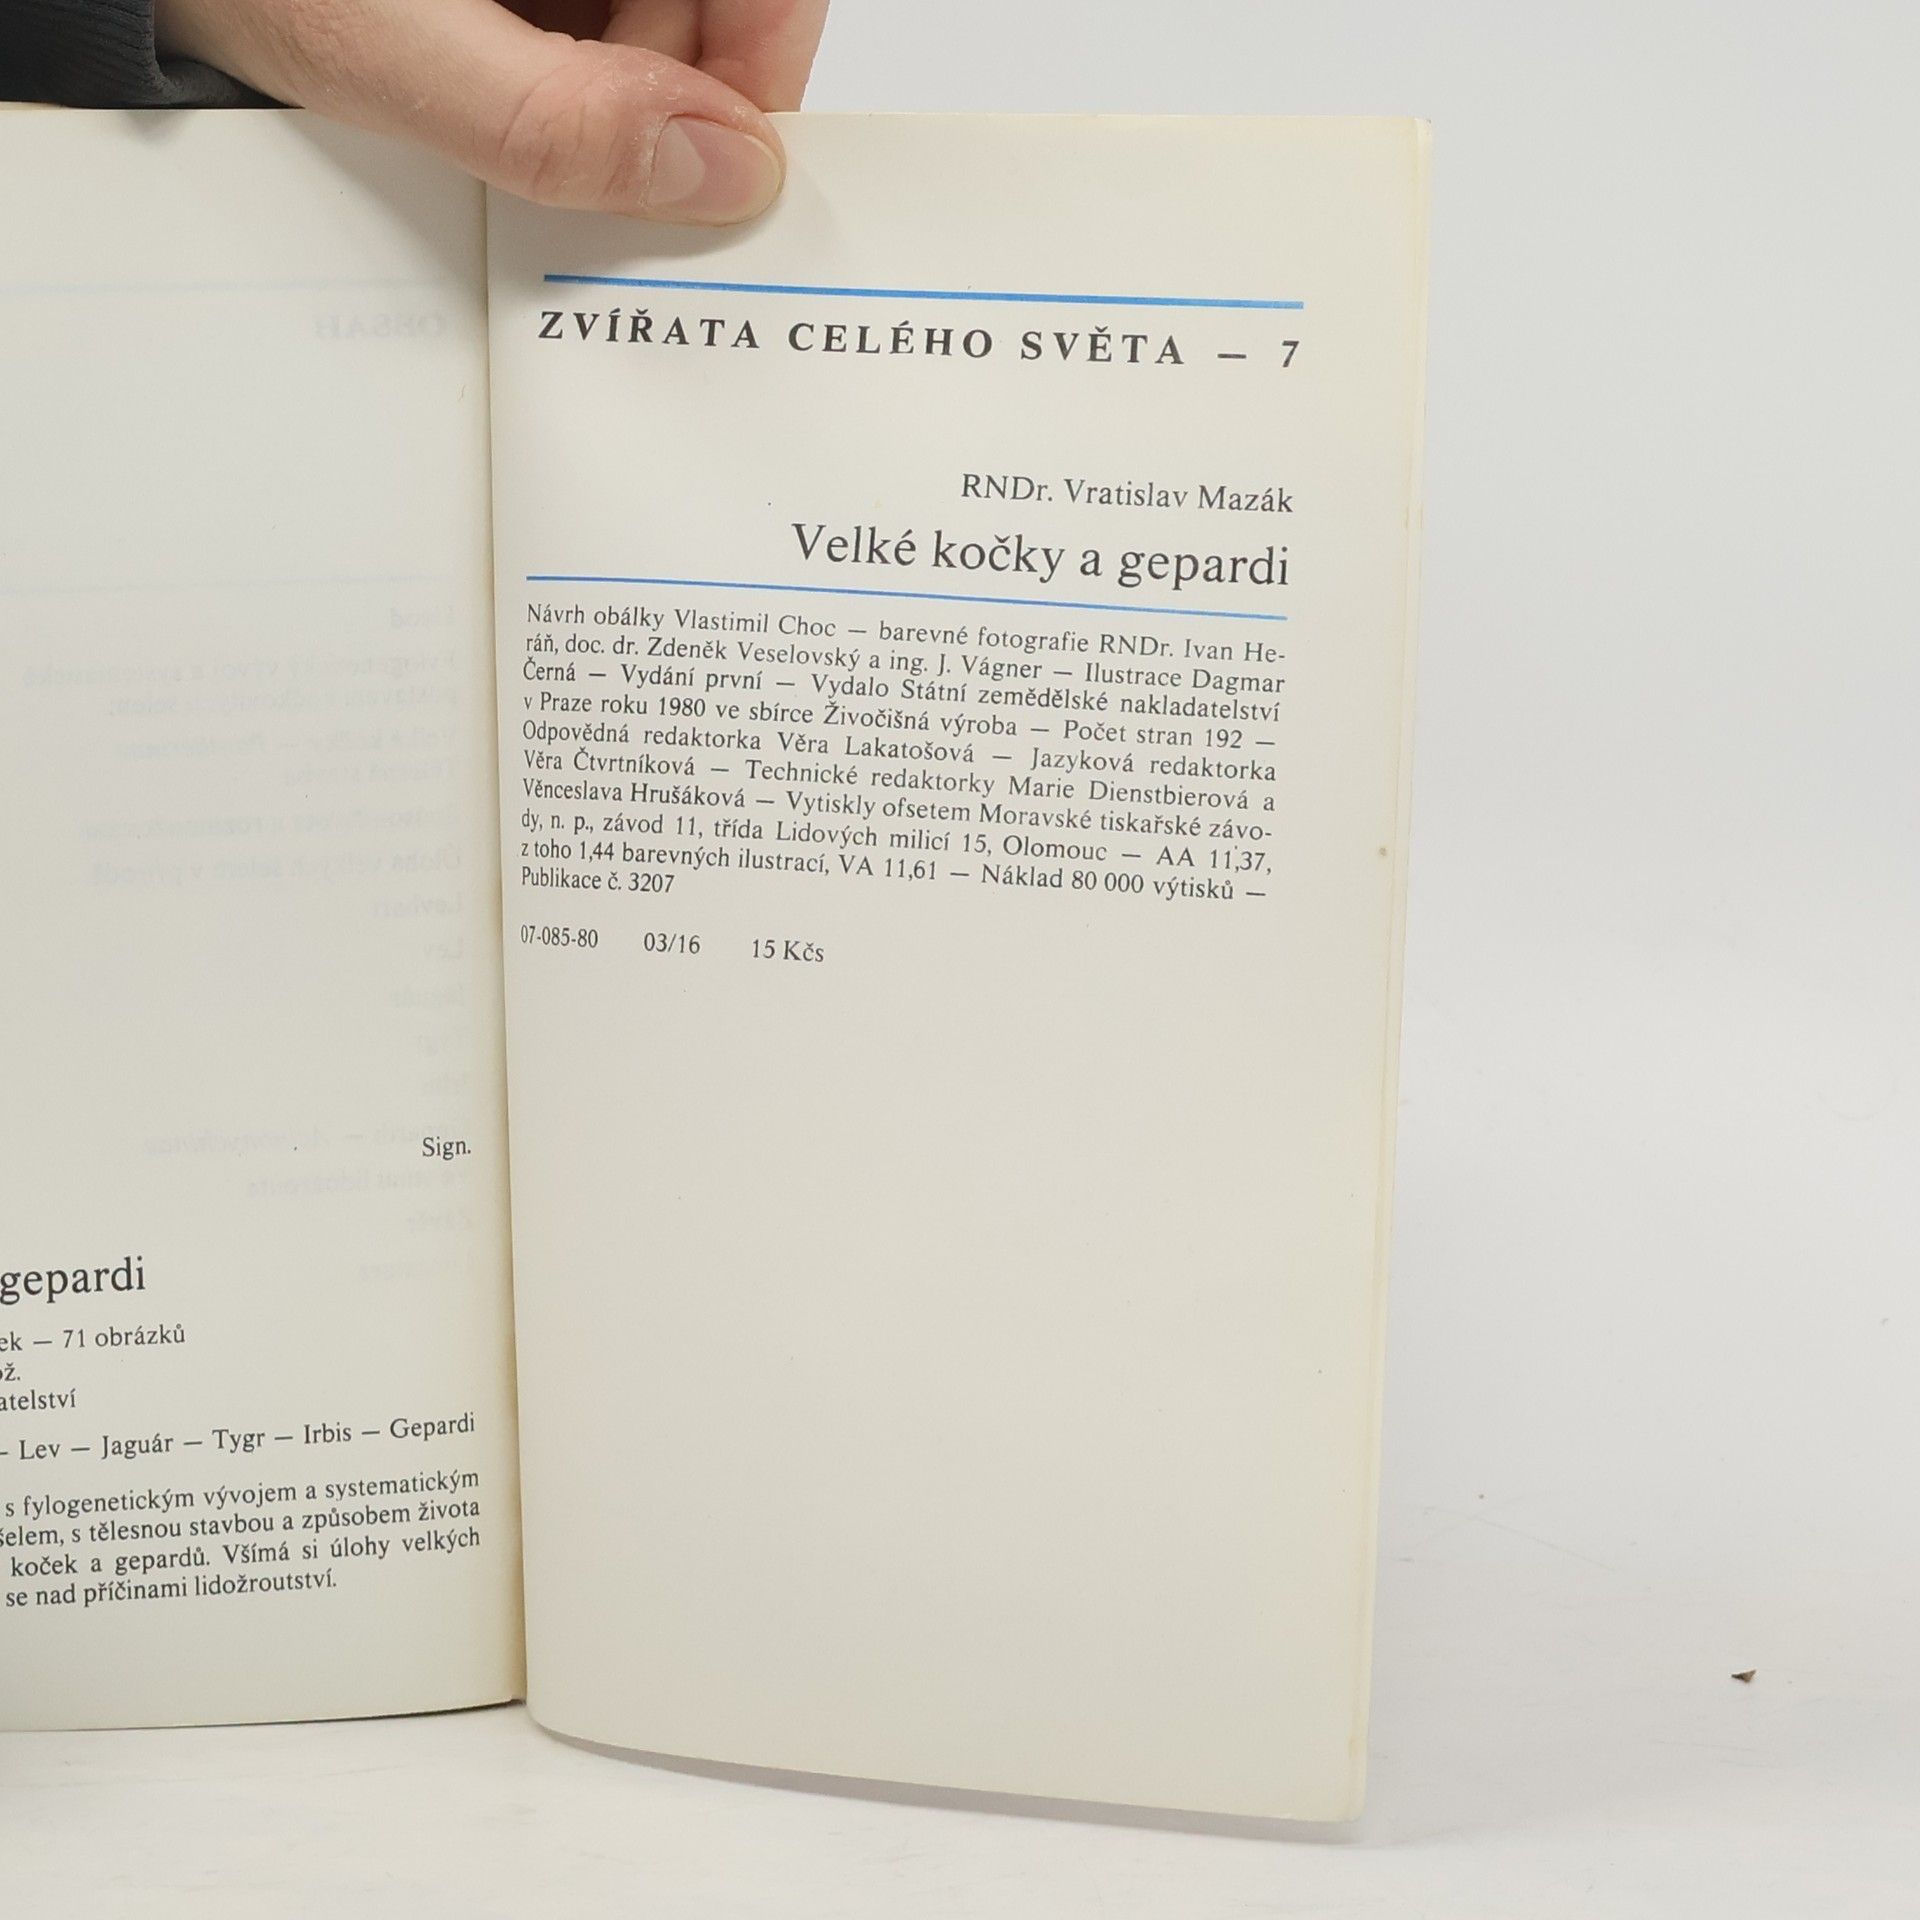 Sign.
gepardi
ek — 71 obrázků
ož.
atelství
– Lev — Jaguár — Tygr — Irbis — Gepardi
s fylogenetickým vývojem a systematickým
šelem, s tělesnou stavbou a způsobem života
koček a gepardů. Všímá si úlohy velkých
se nad příčinami lidožroutství.
ZVÍŘATA CELÉHO SVĚTA — 7
RNDr. Vratislav Mazák
Velké kočky a gepardi
Návrh obálky Vlastimil Choc — barevné fotografie RNDr. Ivan He-
ráň, doc. dr. Zdeněk Veselovský a ing. J. Vágner — Ilustrace Dagmar
Černá — Vydání první — Vydalo Státní zemědělské nakladatelství
v Praze roku 1980 ve sbírce Živočišná výroba — Počet stran 192 —
Odpovědná redaktorka Věra Lakatošová — Jazyková redaktorka
Věra Čtvrtníková — Technické redaktorky Marie Dienstbierová a
Věnceslava Hrušáková — Vytiskly ofsetem Moravské tiskařské závo-
dy, n. p., závod 11, třída Lidových milicí 15, Olomouc — AA 11,37,
z toho 1,44 barevných ilustrací, VA 11,61 — Náklad 80 000 výtisků —
Publikace č. 3207
07-085-80 03/16 15 Kčs